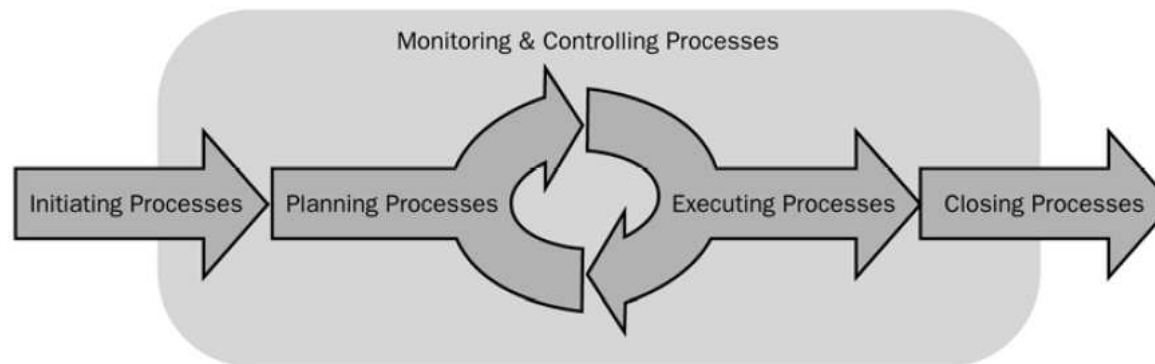 Monitoring & Controlling Processes
Initiating Processes
Planning Processes
Executing Processes
Closing Processes